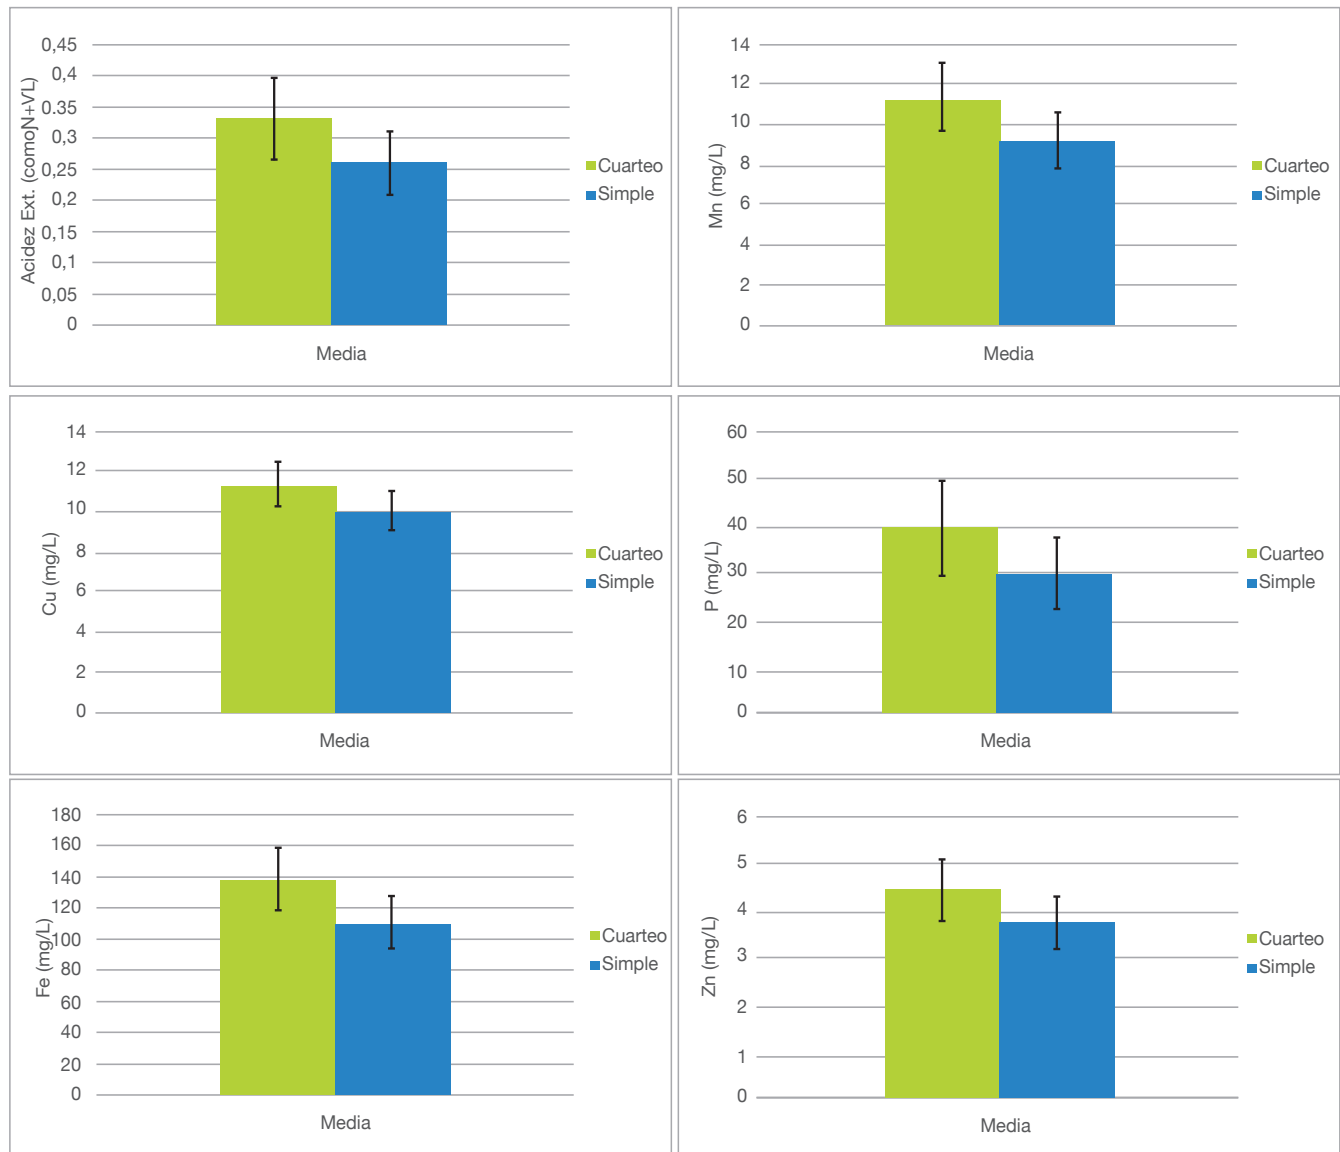 0,45
0,4
0.35
0,3
0,25
0,2
0,15
0,1
0,05
0
Acidez Ext. (comoN+VL)
Media
Cuarteo
Simple
14
12
10
8
6
4
2
0
Mn (mg/L)
Media
Cuarteo
Simple
14
12
10
8
6
4
2
0
Cu (mg/L)
Media
Cuarteo
Simple
60
50
40
30
20
10
0
P (mg/L)
Media
Cuarteo
Simple
180
160
140
120
100
80
60
40
20
0
Fe (mg/L)
Media
Cuarteo
Simple
6
5
4
3
2
1
0
Zn (mg/L)
Media
Cuarteo
Simple